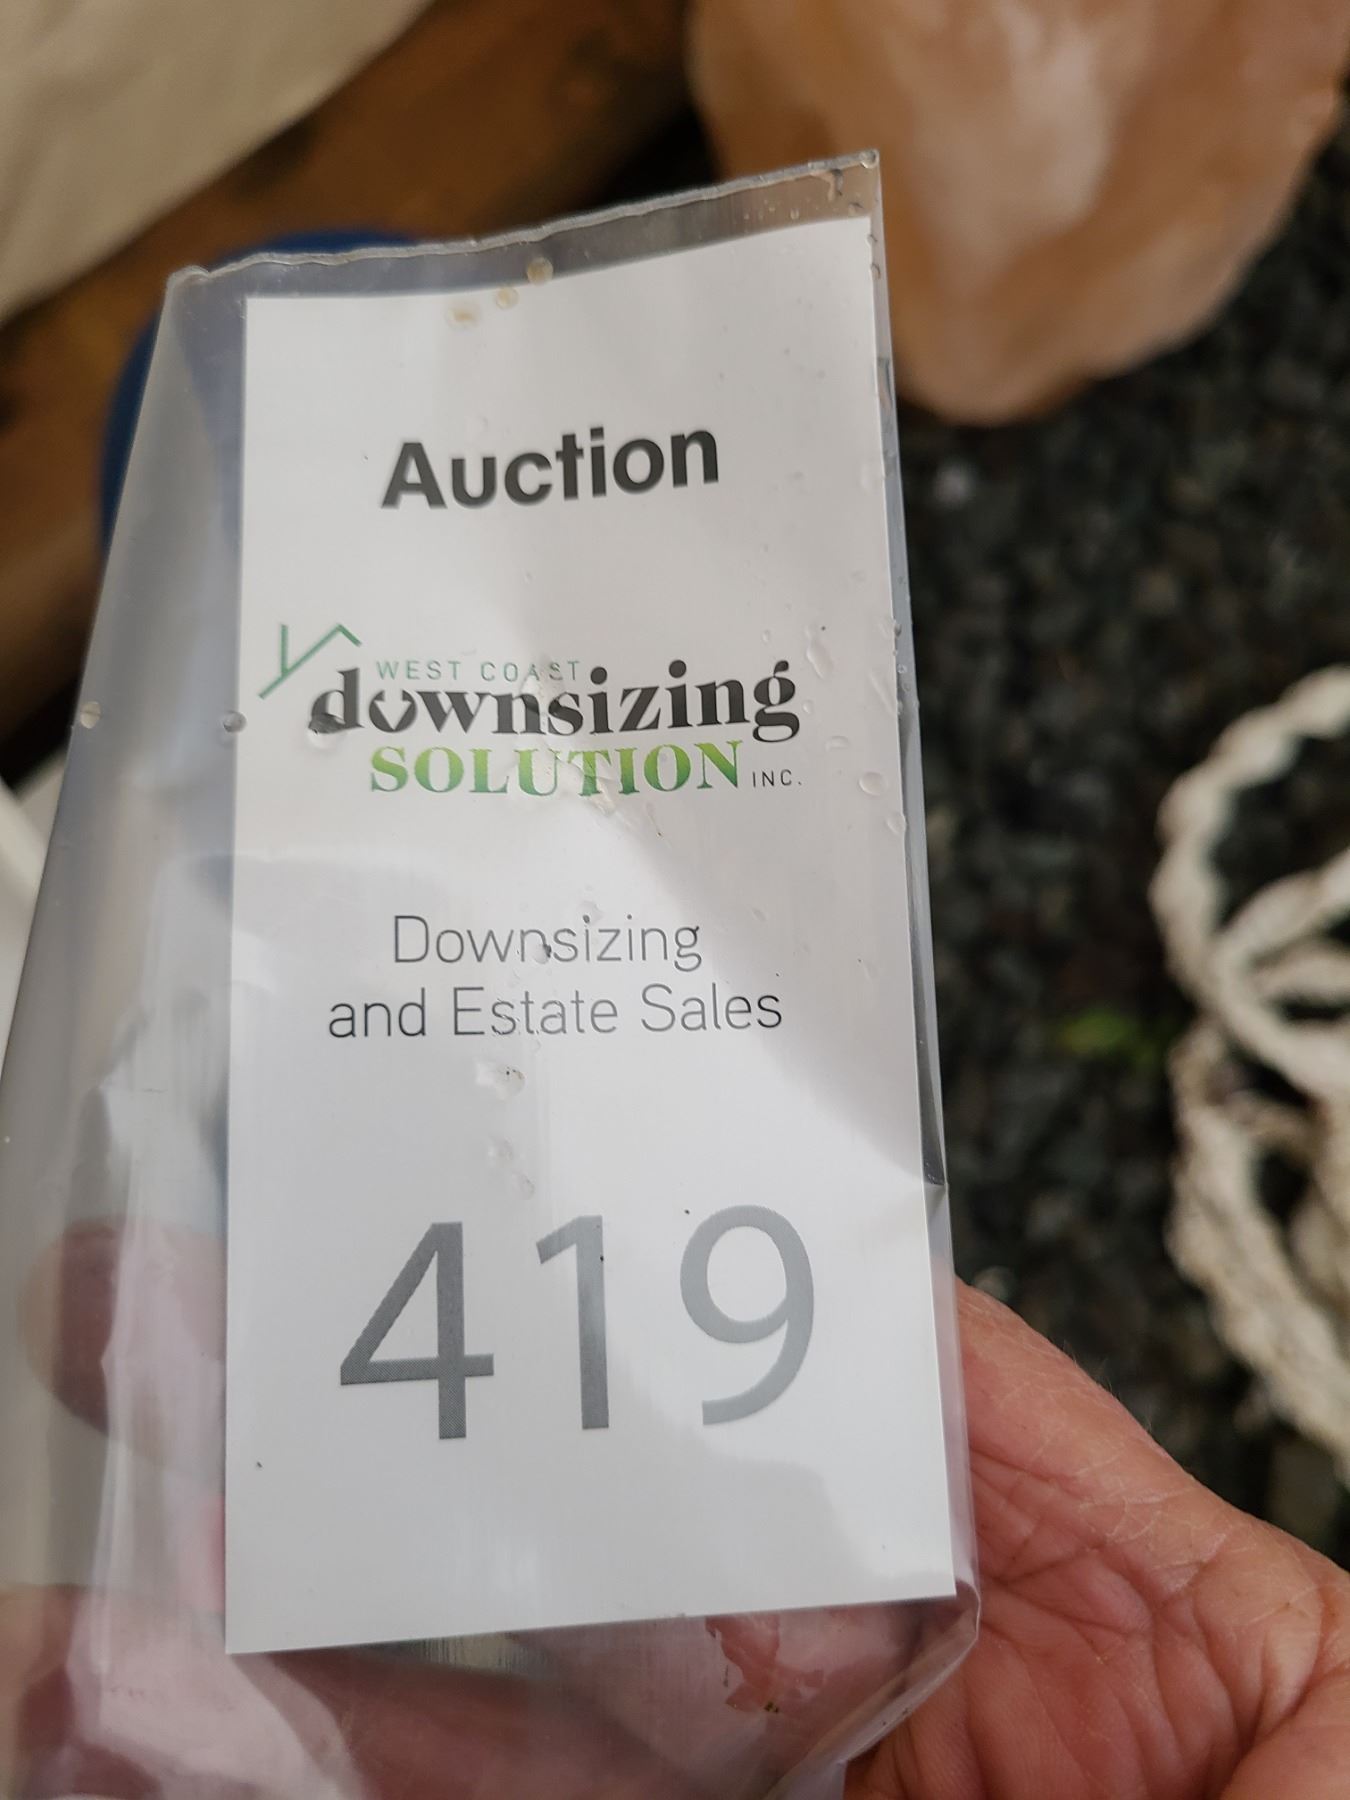 Auction
WEST COAST
downsizing
SOLUTION INC.
Downsizing
and Estate Sales
419